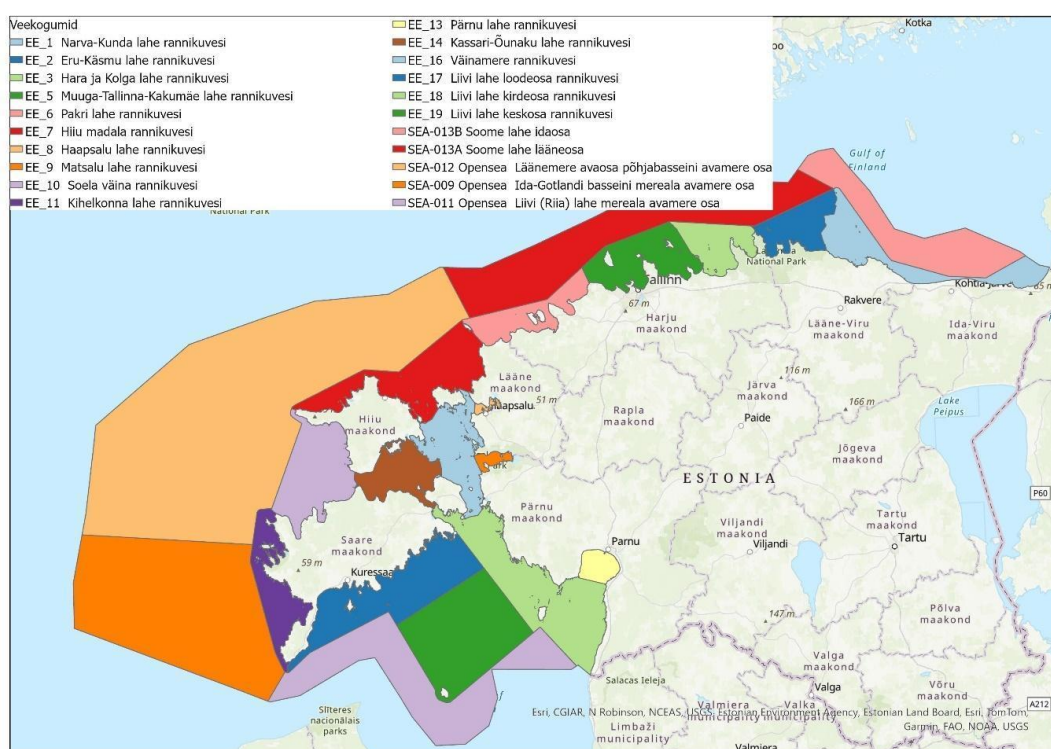 Veekogumid
EE_1 Narva-Kunda lahe rannikuvesi
EE_2 Eru-Käsmu lahe rannikuvesi
EE_3 Hara ja Kolga lahe rannikuvesi
EE_5 Muuga-Tallinna-Kakumäe lahe rannikuvesi
EE_6 Pakri lahe rannikuvesi
EE_7 Hiiu madala rannikuvesi
EE_8 Haapsalu lahe rannikuvesi
EE_9 Matsalu lahe rannikuvesi
EE_10 Soela väina rannikuvesi
EE_11 Kihelkonna lahe rannikuvesi
EE_13 Pärnu lahe rannikuvesi
EE_14 Kassari-Õunaku lahe rannikuvesi
EE_16 Väinamere rannikuvesi
EE_17 Liivi lahe loodeosa rannikuvesi
EE_18 Liivi lahe kirdeosa rannikuvesi
EE_19 Liivi lahe keskosa rannikuvesi
SEA-013B Soome lahe idaosa
SEA-013A Soome lahe lääneosa
SEA-012 Opensea Läänemere avaosa põhjabasseini avamere osa
SEA-009 Opensea Ida-Gotlandi basseini mereala avamere osa
SEA-011 Opensea Liivi (Riia) lahe mereala avamere osa
Kotka
Gulf of
Finland
National Park
National Park
Tallinn
67 m
Harju
maakond
Rakvere
Lääne-Viru
maakond
Kohtla-Järve
85 m
Ida-Viru
maakond
Lääne
maakond
Haapsalu
51 m
Rapla
maakond
Järva
maakond
116 m
Paide
166 m
Lake
Peipus
Jõgeva
maakond
Hiiu
maakond
Park
ESTONIA
P60
Pärnu
maakond
Saare
maakond
59 m
Kuressaa
Parnu
Viljandi
maakond
Viljandi
Tartu
maakond
Tartu
147 m
Põlva
maakond
Valga
maakond
Valga
Võru
maakond
A212
Salacas Ieleja
Slīteres
nacionālais
parks
Valmiera
municipality
Valka
municipality
Limbaži
municipality
Valmiera
Esri, CGIAR, N Robinson, NCEAS, USGS, Estonian Environment Agency, Estonian Land Board, Esri, TomTom,
Garmin, FAO, NOAA, USGS